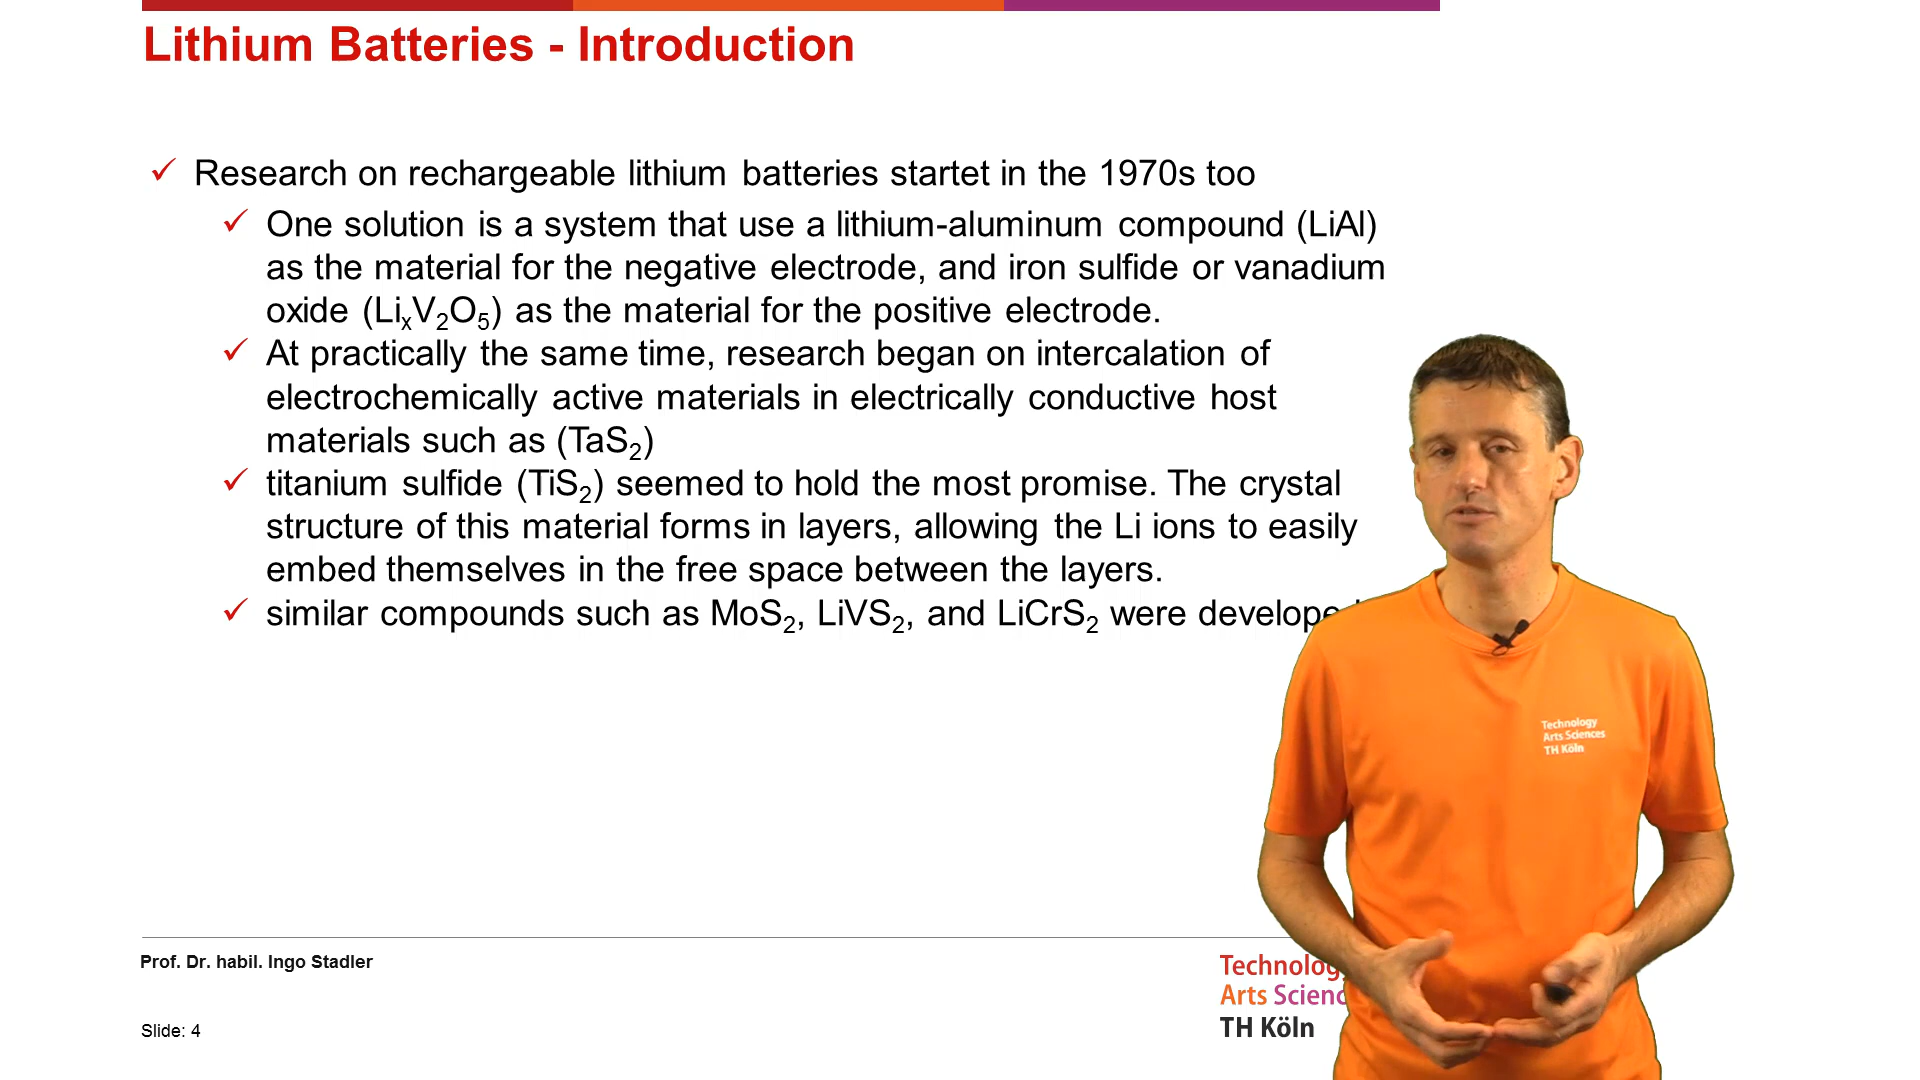 Lithium Batteries - Introduction
Research on rechargeable lithium batteries startet in the 1970s too
One solution is a system that use a lithium-aluminum compound (LiAl)
as the material for the negative electrode, and iron sulfide or vanadium
oxide (LiₓV₂O₅) as the material for the positive electrode.
At practically the same time, research began on intercalation of
electrochemically active materials in electrically conductive host
materials such as (TaS₂)
titanium sulfide (TiS₂) seemed to hold the most promise. The crystal
structure of this material forms in layers, allowing the Li ions to easily
embed themselves in the free space between the layers.
similar compounds such as MoS₂, LiVS₂, and LiCrS₂ were
Technology
Arts Sciences
TH Köln
Prof. Dr. habil. Ingo Stadler
Arts
TH Köln
Slide: 4